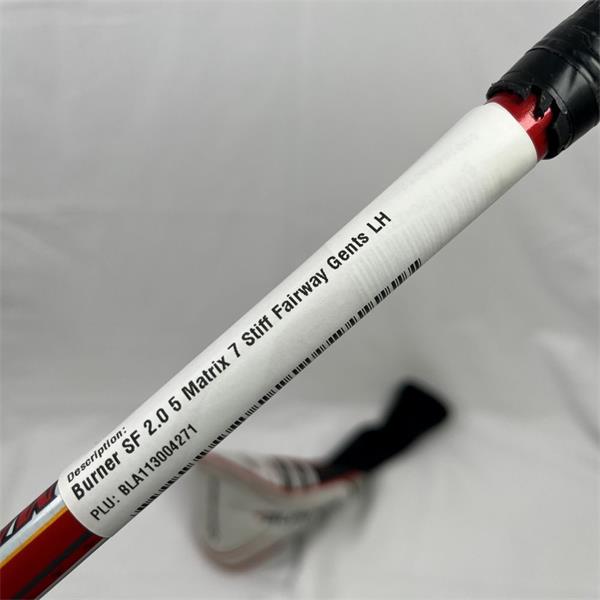 Description:
Burner SF 2.0 5 Matrix 7 Stiff Fairway Gents LH
PLU: BLA113004271